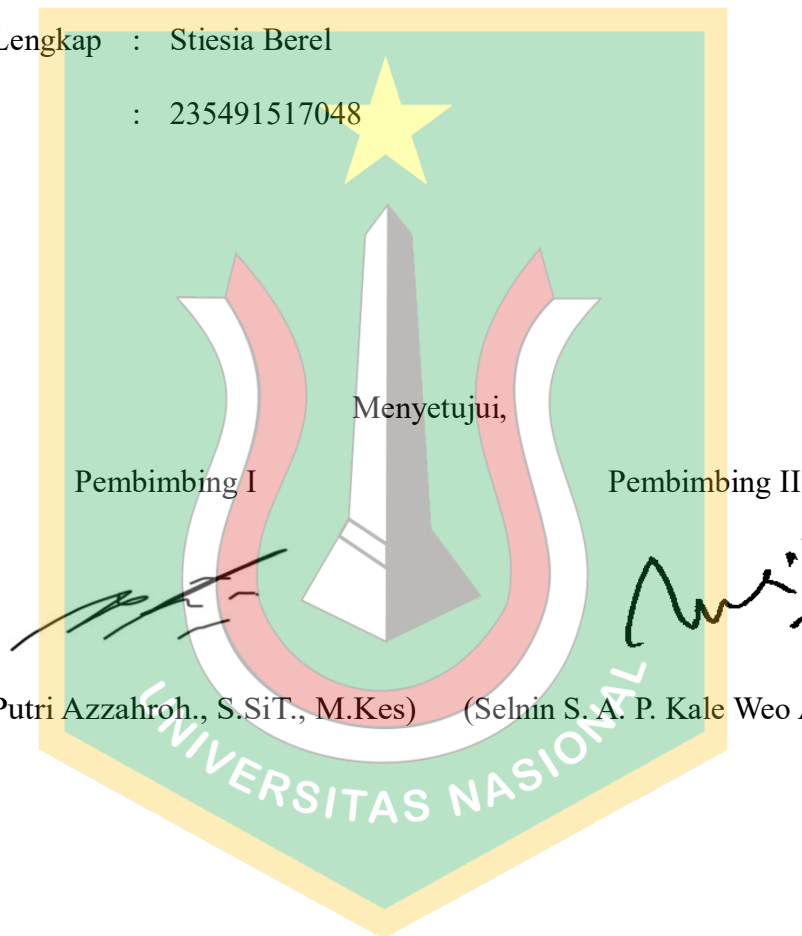 Lengkap : Stiesia Berel
: 235491517048
Menyetujui,
Pembimbing I Pembimbing II
Putri Azzahroh., S.SiT., M.Kes) (Selnin S. A. P. Kale Weo
UNIVERSITAS NASIONAL